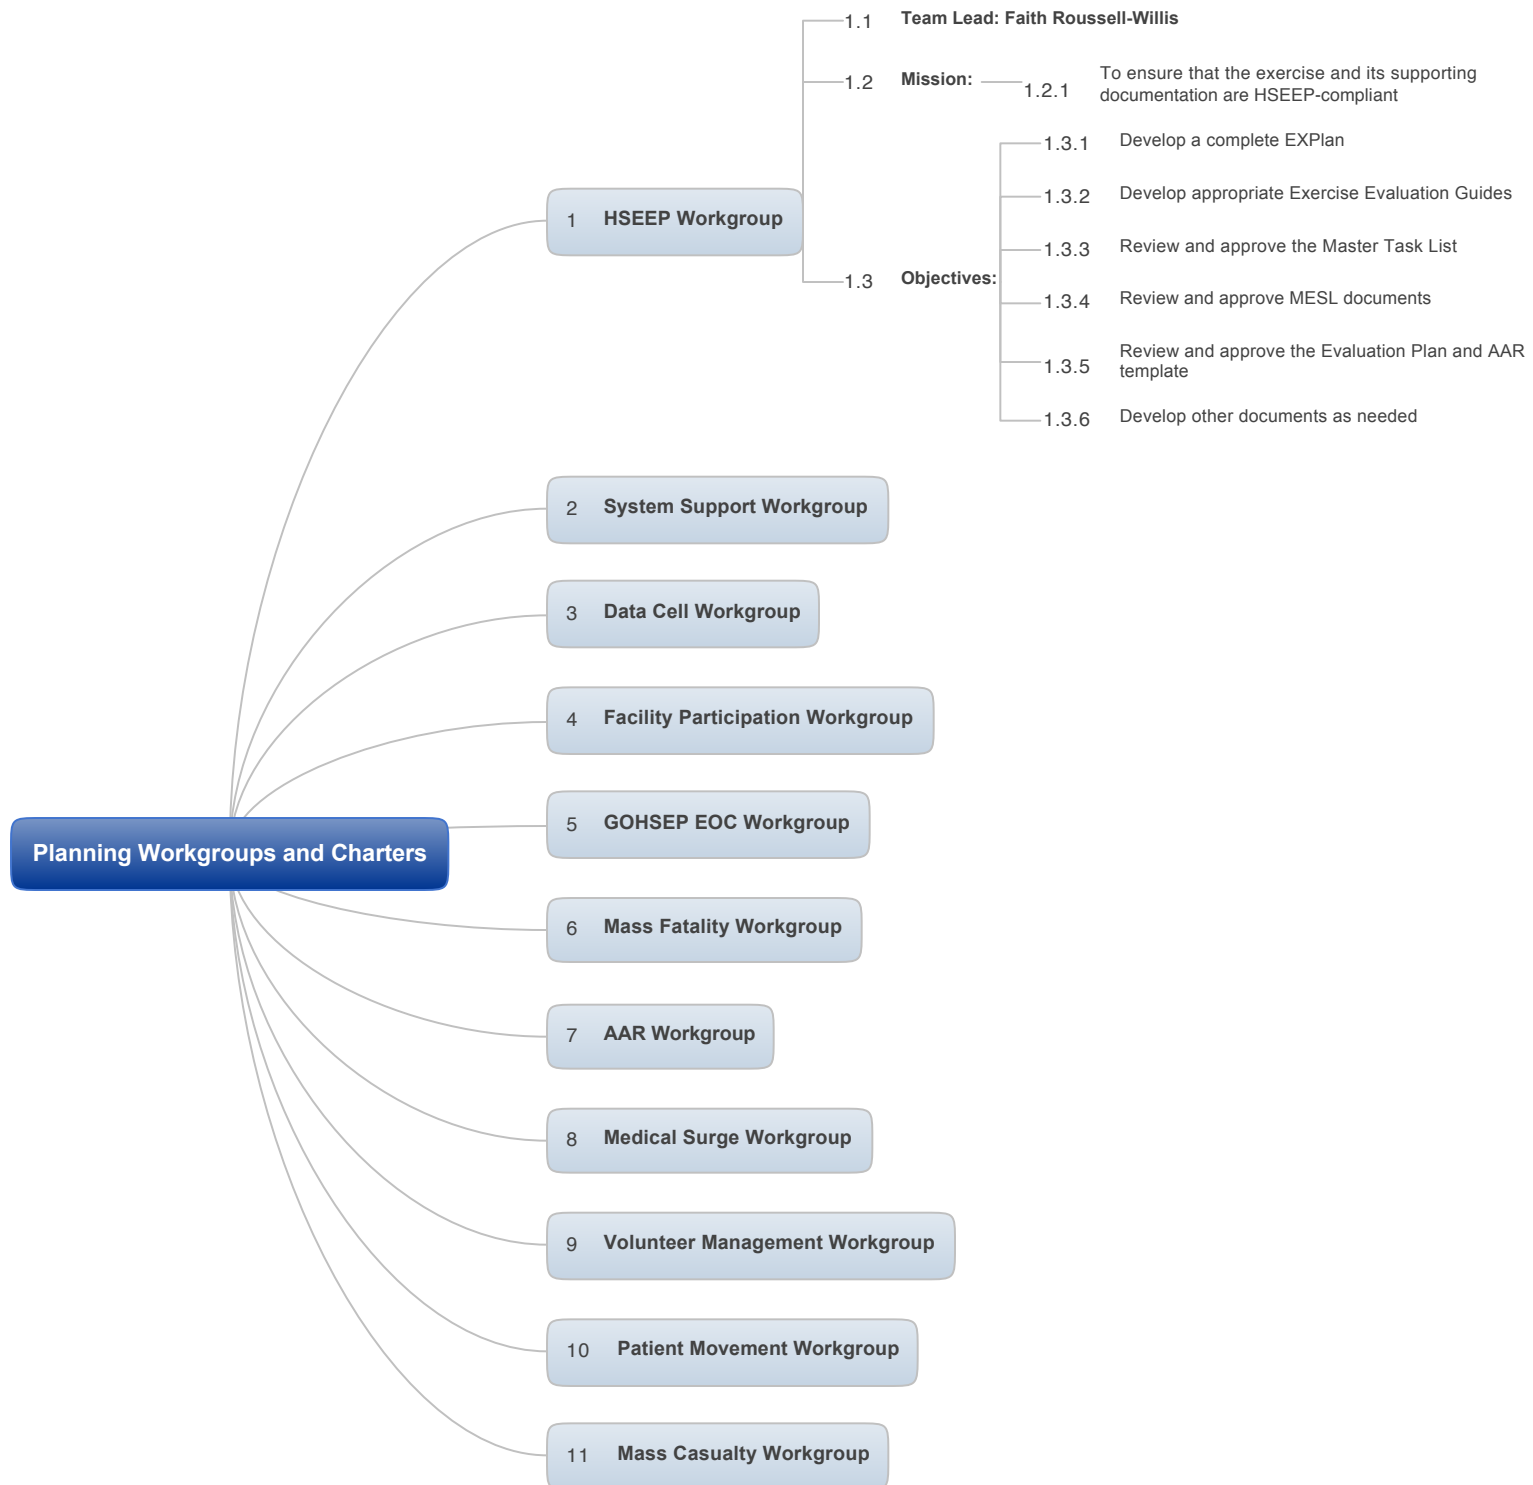 1.1 Team Lead: Faith Roussell-Willis
1.2 Mission:
1.2.1 To ensure that the exercise and its supporting
documentation are HSEEP-compliant
1 HSEEP Workgroup
1.3 Objectives:
1.3.1 Develop a complete EXPlan
1.3.2 Develop appropriate Exercise Evaluation Guides
1.3.3 Review and approve the Master Task List
1.3.4 Review and approve MESL documents
1.3.5 Review and approve the Evaluation Plan and AAR
template
1.3.6 Develop other documents as needed
2 System Support Workgroup
3 Data Cell Workgroup
4 Facility Participation Workgroup
5 GOHSEP EOC Workgroup
Planning Workgroups and Charters
6 Mass Fatality Workgroup
7 AAR Workgroup
8 Medical Surge Workgroup
9 Volunteer Management Workgroup
10 Patient Movement Workgroup
11 Mass Casualty Workgroup